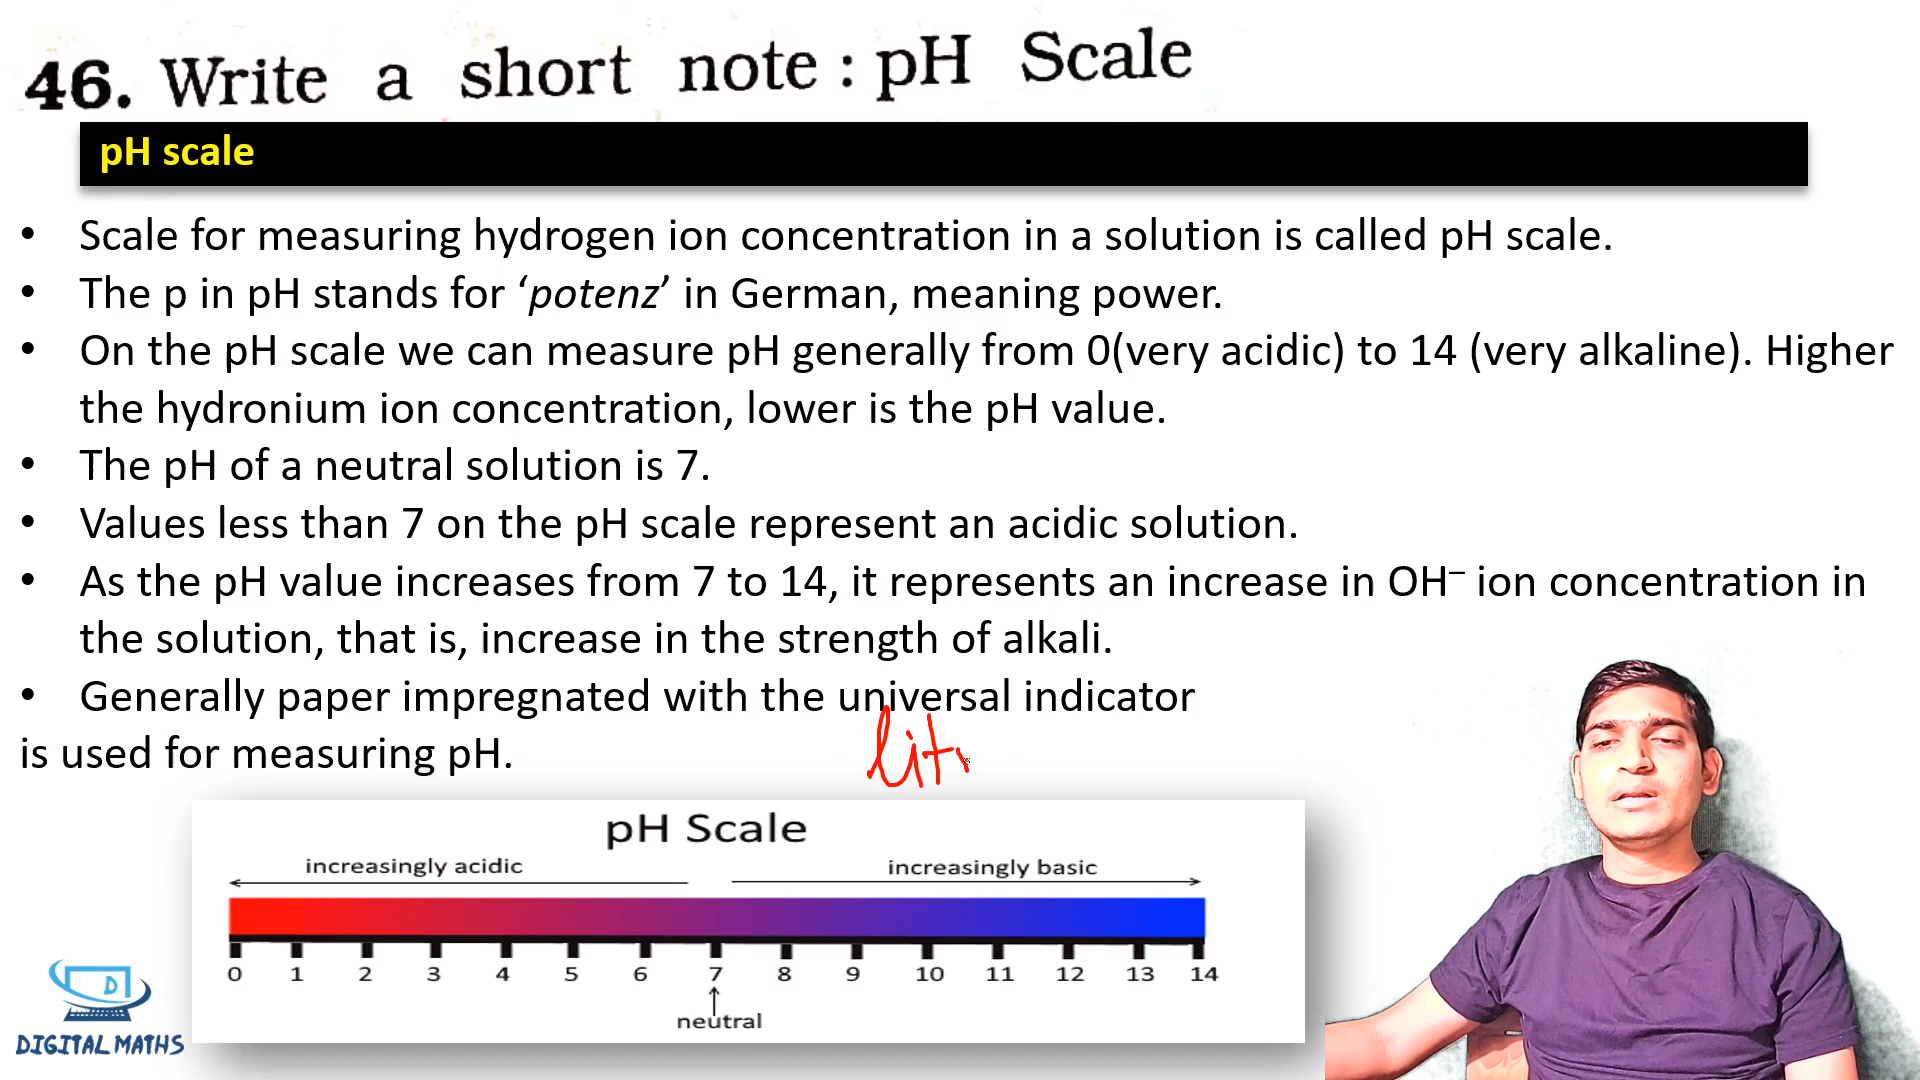 46. Write a short note : pH Scale
pH scale
• Scale for measuring hydrogen ion concentration in a solution is called pH scale.
• The p in pH stands for ‘potenz’ in German, meaning power.
• On the pH scale we can measure pH generally from 0(very acidic) to 14 (very alkaline). Higher
the hydronium ion concentration, lower is the pH value.
• The pH of a neutral solution is 7.
• Values less than 7 on the pH scale represent an acidic solution.
• As the pH value increases from 7 to 14, it represents an increase in OH⁻ ion concentration in
the solution, that is, increase in the strength of alkali.
• Generally paper impregnated with the universal indicator
is used for measuring pH.
lit
pH Scale
increasingly acidic increasingly basic
0 1 2 3 4 5 6 7 8 9 10 11 12 13 14
neutral
D
DIGITAL MATHS